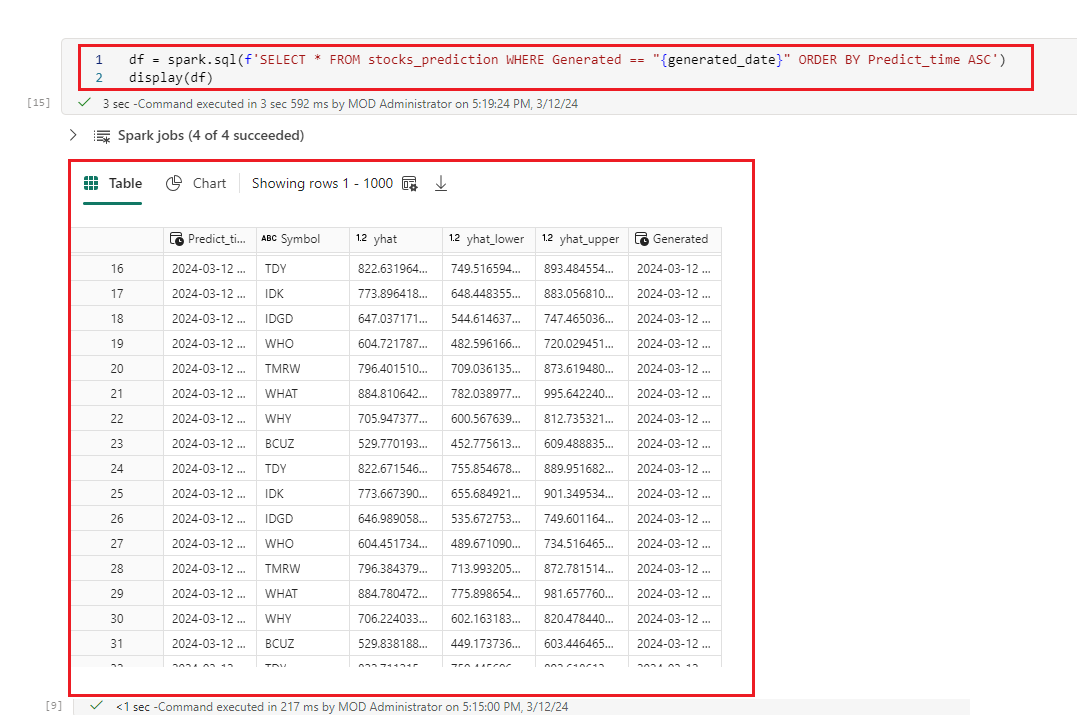 1 df = spark.sql(f'SELECT * FROM stocks_prediction WHERE Generated == "{generated_date}" ORDER BY Predict_time ASC')
2 display(df)
[15] 3 sec -Command executed in 3 sec 592 ms by MOD Administrator on 5:19:24 PM, 3/12/24
Spark jobs (4 of 4 succeeded)
Table Chart Showing rows 1 - 1000
Predict_ti... ABC Symbol 1.2 yhat 1.2 yhat_lower 1.2 yhat_upper Generated
16 2024-03-12 ... TDY 822.631964... 749.516594... 893.484554... 2024-03-12 ...
17 2024-03-12 ... IDK 773.896418... 648.448355... 883.056810... 2024-03-12 ...
18 2024-03-12 ... IDGD 647.037171... 544.614637... 747.465036... 2024-03-12 ...
19 2024-03-12 ... WHO 604.721787... 482.596166... 720.029451... 2024-03-12 ...
20 2024-03-12 ... TMRW 796.401510... 709.036135... 873.619480... 2024-03-12 ...
21 2024-03-12 ... WHAT 884.810642... 782.038977... 995.642240... 2024-03-12 ...
22 2024-03-12 ... WHY 705.947377... 600.567639... 812.735321... 2024-03-12 ...
23 2024-03-12 ... BCUZ 529.770193... 452.775613... 609.488835... 2024-03-12 ...
24 2024-03-12 ... TDY 822.671546... 755.854678... 889.951682... 2024-03-12 ...
25 2024-03-12 ... IDK 773.667390... 655.684921... 901.349534... 2024-03-12 ...
26 2024-03-12 ... IDGD 646.989058... 535.672753... 749.601164... 2024-03-12 ...
27 2024-03-12 ... WHO 604.451734... 489.671090... 734.516465... 2024-03-12 ...
28 2024-03-12 ... TMRW 796.384379... 713.993205... 872.781514... 2024-03-12 ...
29 2024-03-12 ... WHAT 884.780472... 775.898654... 981.657760... 2024-03-12 ...
30 2024-03-12 ... WHY 706.224033... 602.163183... 820.478440... 2024-03-12 ...
31 2024-03-12 ... BCUZ 529.838188... 449.173736... 603.446465... 2024-03-12 ...
[9] <1 sec -Command executed in 217 ms by MOD Administrator on 5:15:00 PM, 3/12/24